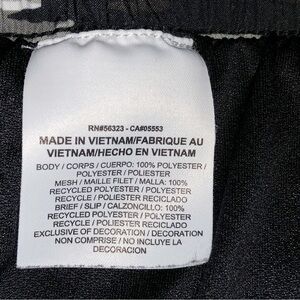 RN#56323 - CA#05553
MADE IN VIETNAM/FABRIQUE AU
VIETNAM/HECHO EN VIETNAM
BODY / CORPS / CUERPO: 100% POLYESTER /
POLYESTER / POLIESTER
MESH / MAILLE FILET / MALLA: 100%
RECYCLED POLYESTER / POLYESTER
RECYCLÉ / POLIESTER RECICLADO
BRIEF / SLIP / CALZONCILLO: 100%
RECYCLED POLYESTER / POLYESTER
RECYCLÉ / POLIESTER RECICLADO
EXCLUSIVE OF DECORATION / DECORATION
NON COMPRISE / NO INCLUYE LA
DECORACION